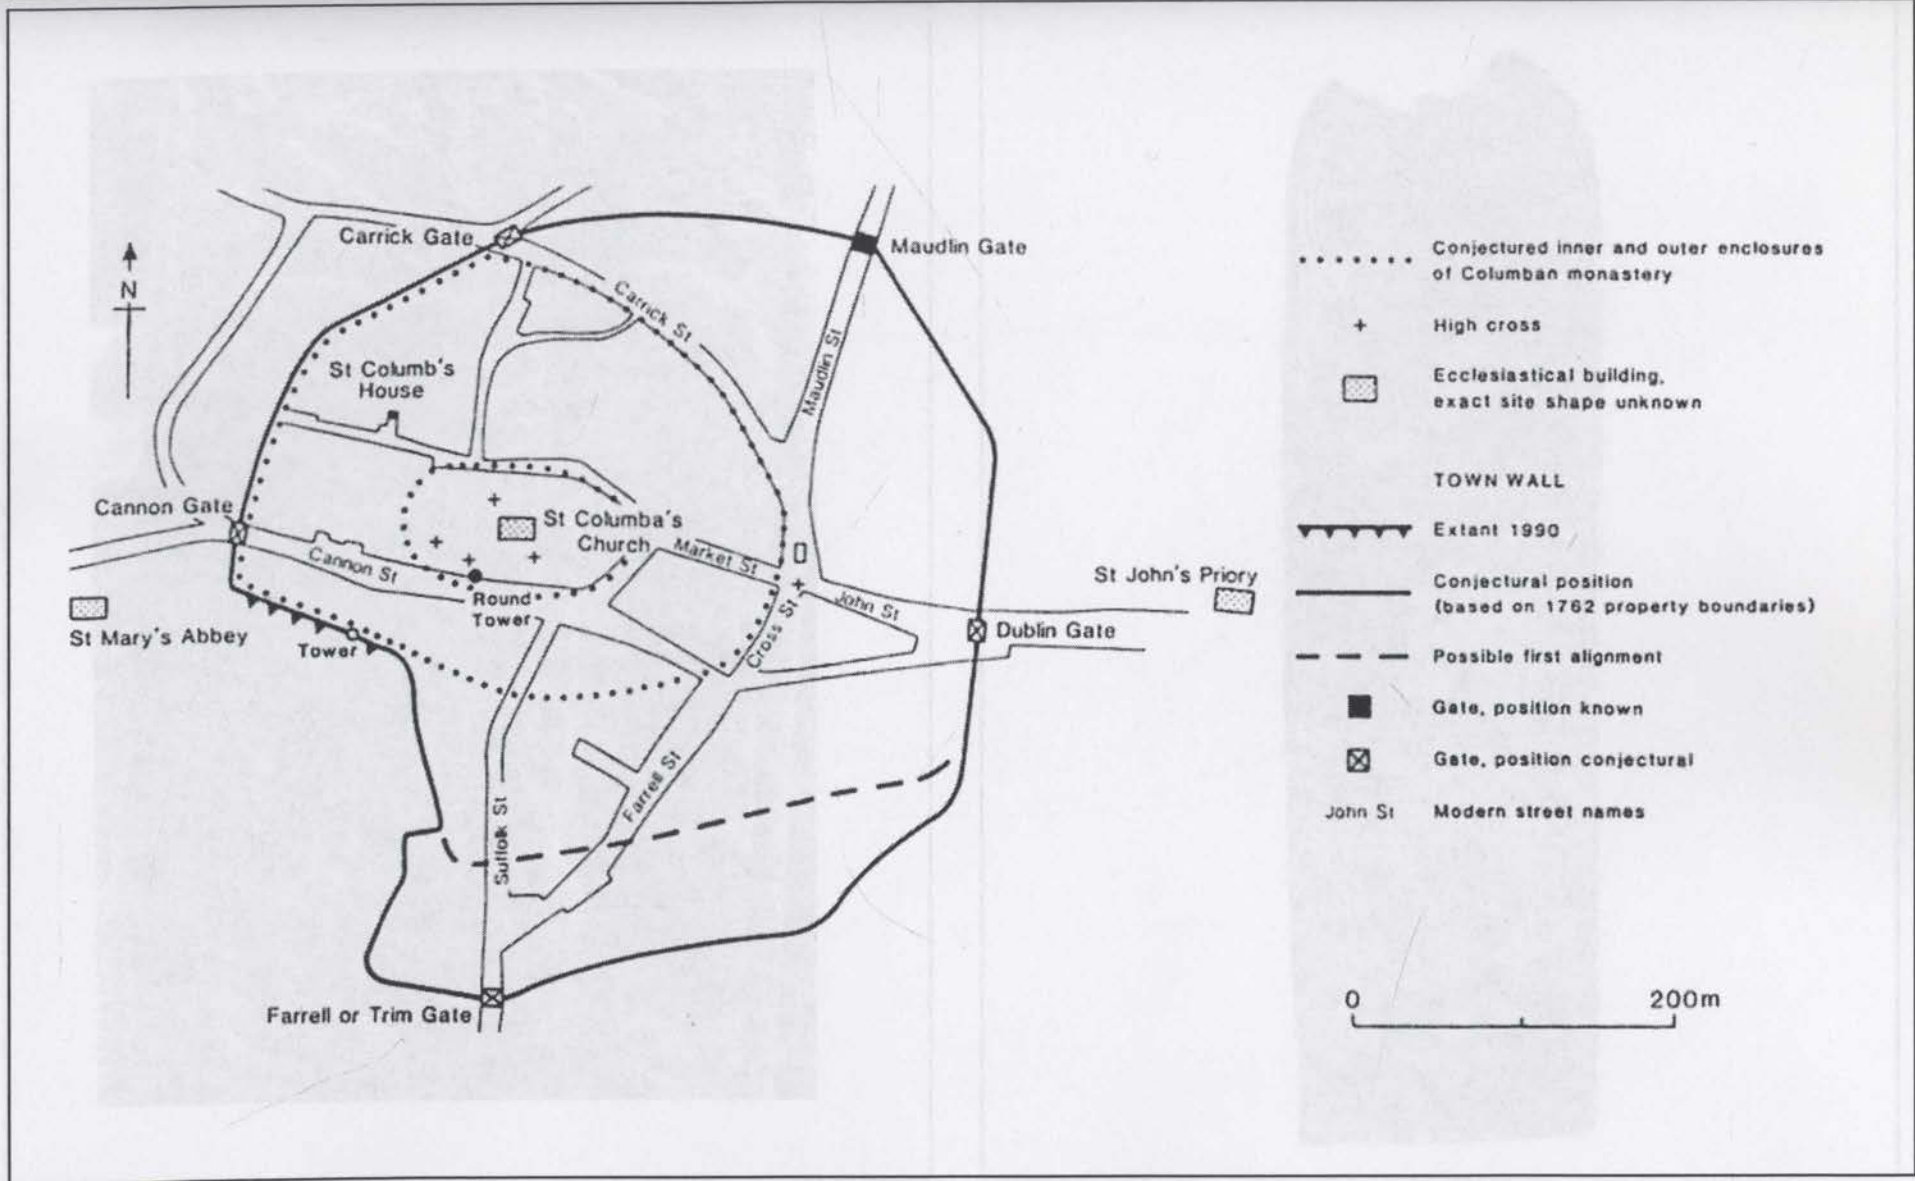 Carrick Gate
Maudlin Gate
N
Carrick St
Maudlin St
St Columb's
House
Cannon Gate
St Columba's
Church
Market St
Cannon St
St John's Priory
Round
Tower
John St
Cross St
Dublin Gate
St Mary's Abbey
Tower
Farrell St
Suffolk St
Farrell or Trim Gate
Conjectured inner and outer enclosures
of Columban monastery
High cross
Ecclesiastical building,
exact site shape unknown
TOWN WALL
Extant 1990
Conjectural position
(based on 1762 property boundaries)
Possible first alignment
Gate, position known
Gate, position conjectural
John St Modern street names
0 200m